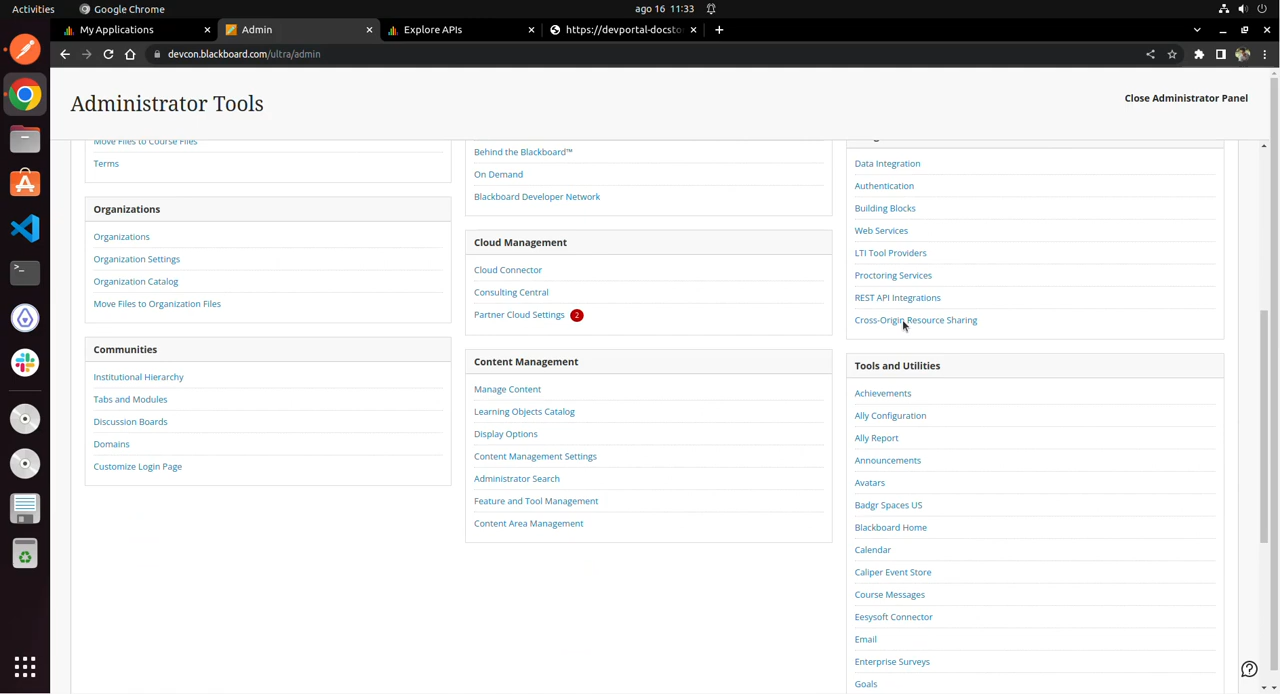 Activities
Google Chrome
ago 16 11:33
My Applications
Admin
Explore APIs
https://devportal-docsto
devcon.blackboard.com/ultra/admin
Administrator Tools
Close Administrator Panel
Move Files to Course Files
Terms
Organizations
Organizations
Organization Settings
Organization Catalog
Move Files to Organization Files
Communities
Institutional Hierarchy
Tabs and Modules
Discussion Boards
Domains
Customize Login Page
Behind the Blackboard™
On Demand
Blackboard Developer Network
Cloud Management
Cloud Connector
Consulting Central
Partner Cloud Settings 2
Content Management
Manage Content
Learning Objects Catalog
Display Options
Content Management Settings
Administrator Search
Feature and Tool Management
Content Area Management
Data Integration
Authentication
Building Blocks
Web Services
LTI Tool Providers
Proctoring Services
REST API Integrations
Cross-Origin Resource Sharing
Tools and Utilities
Achievements
Ally Configuration
Ally Report
Announcements
Avatars
Badgr Spaces US
Blackboard Home
Calendar
Caliper Event Store
Course Messages
Eesysoft Connector
Email
Enterprise Surveys
Goals